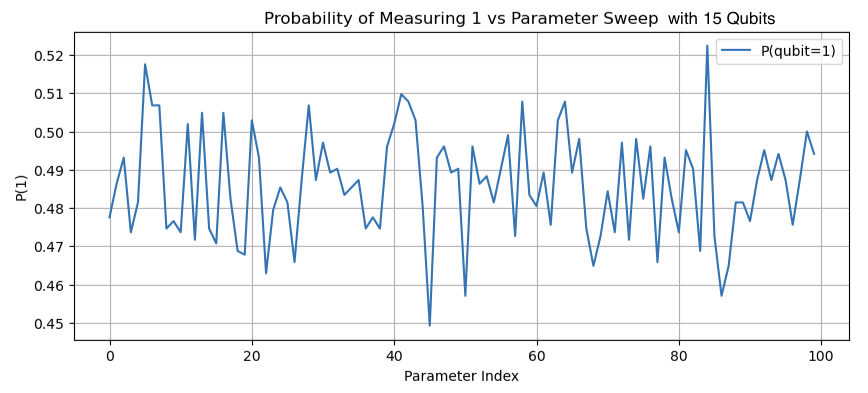 Probability of Measuring 1 vs Parameter Sweep with 15 Qubits
P(qubit=1)
0.52
0.51
0.50
0.49
0.48
0.47
0.46
0.45
P(1)
0 20 40 60 80 100
Parameter Index